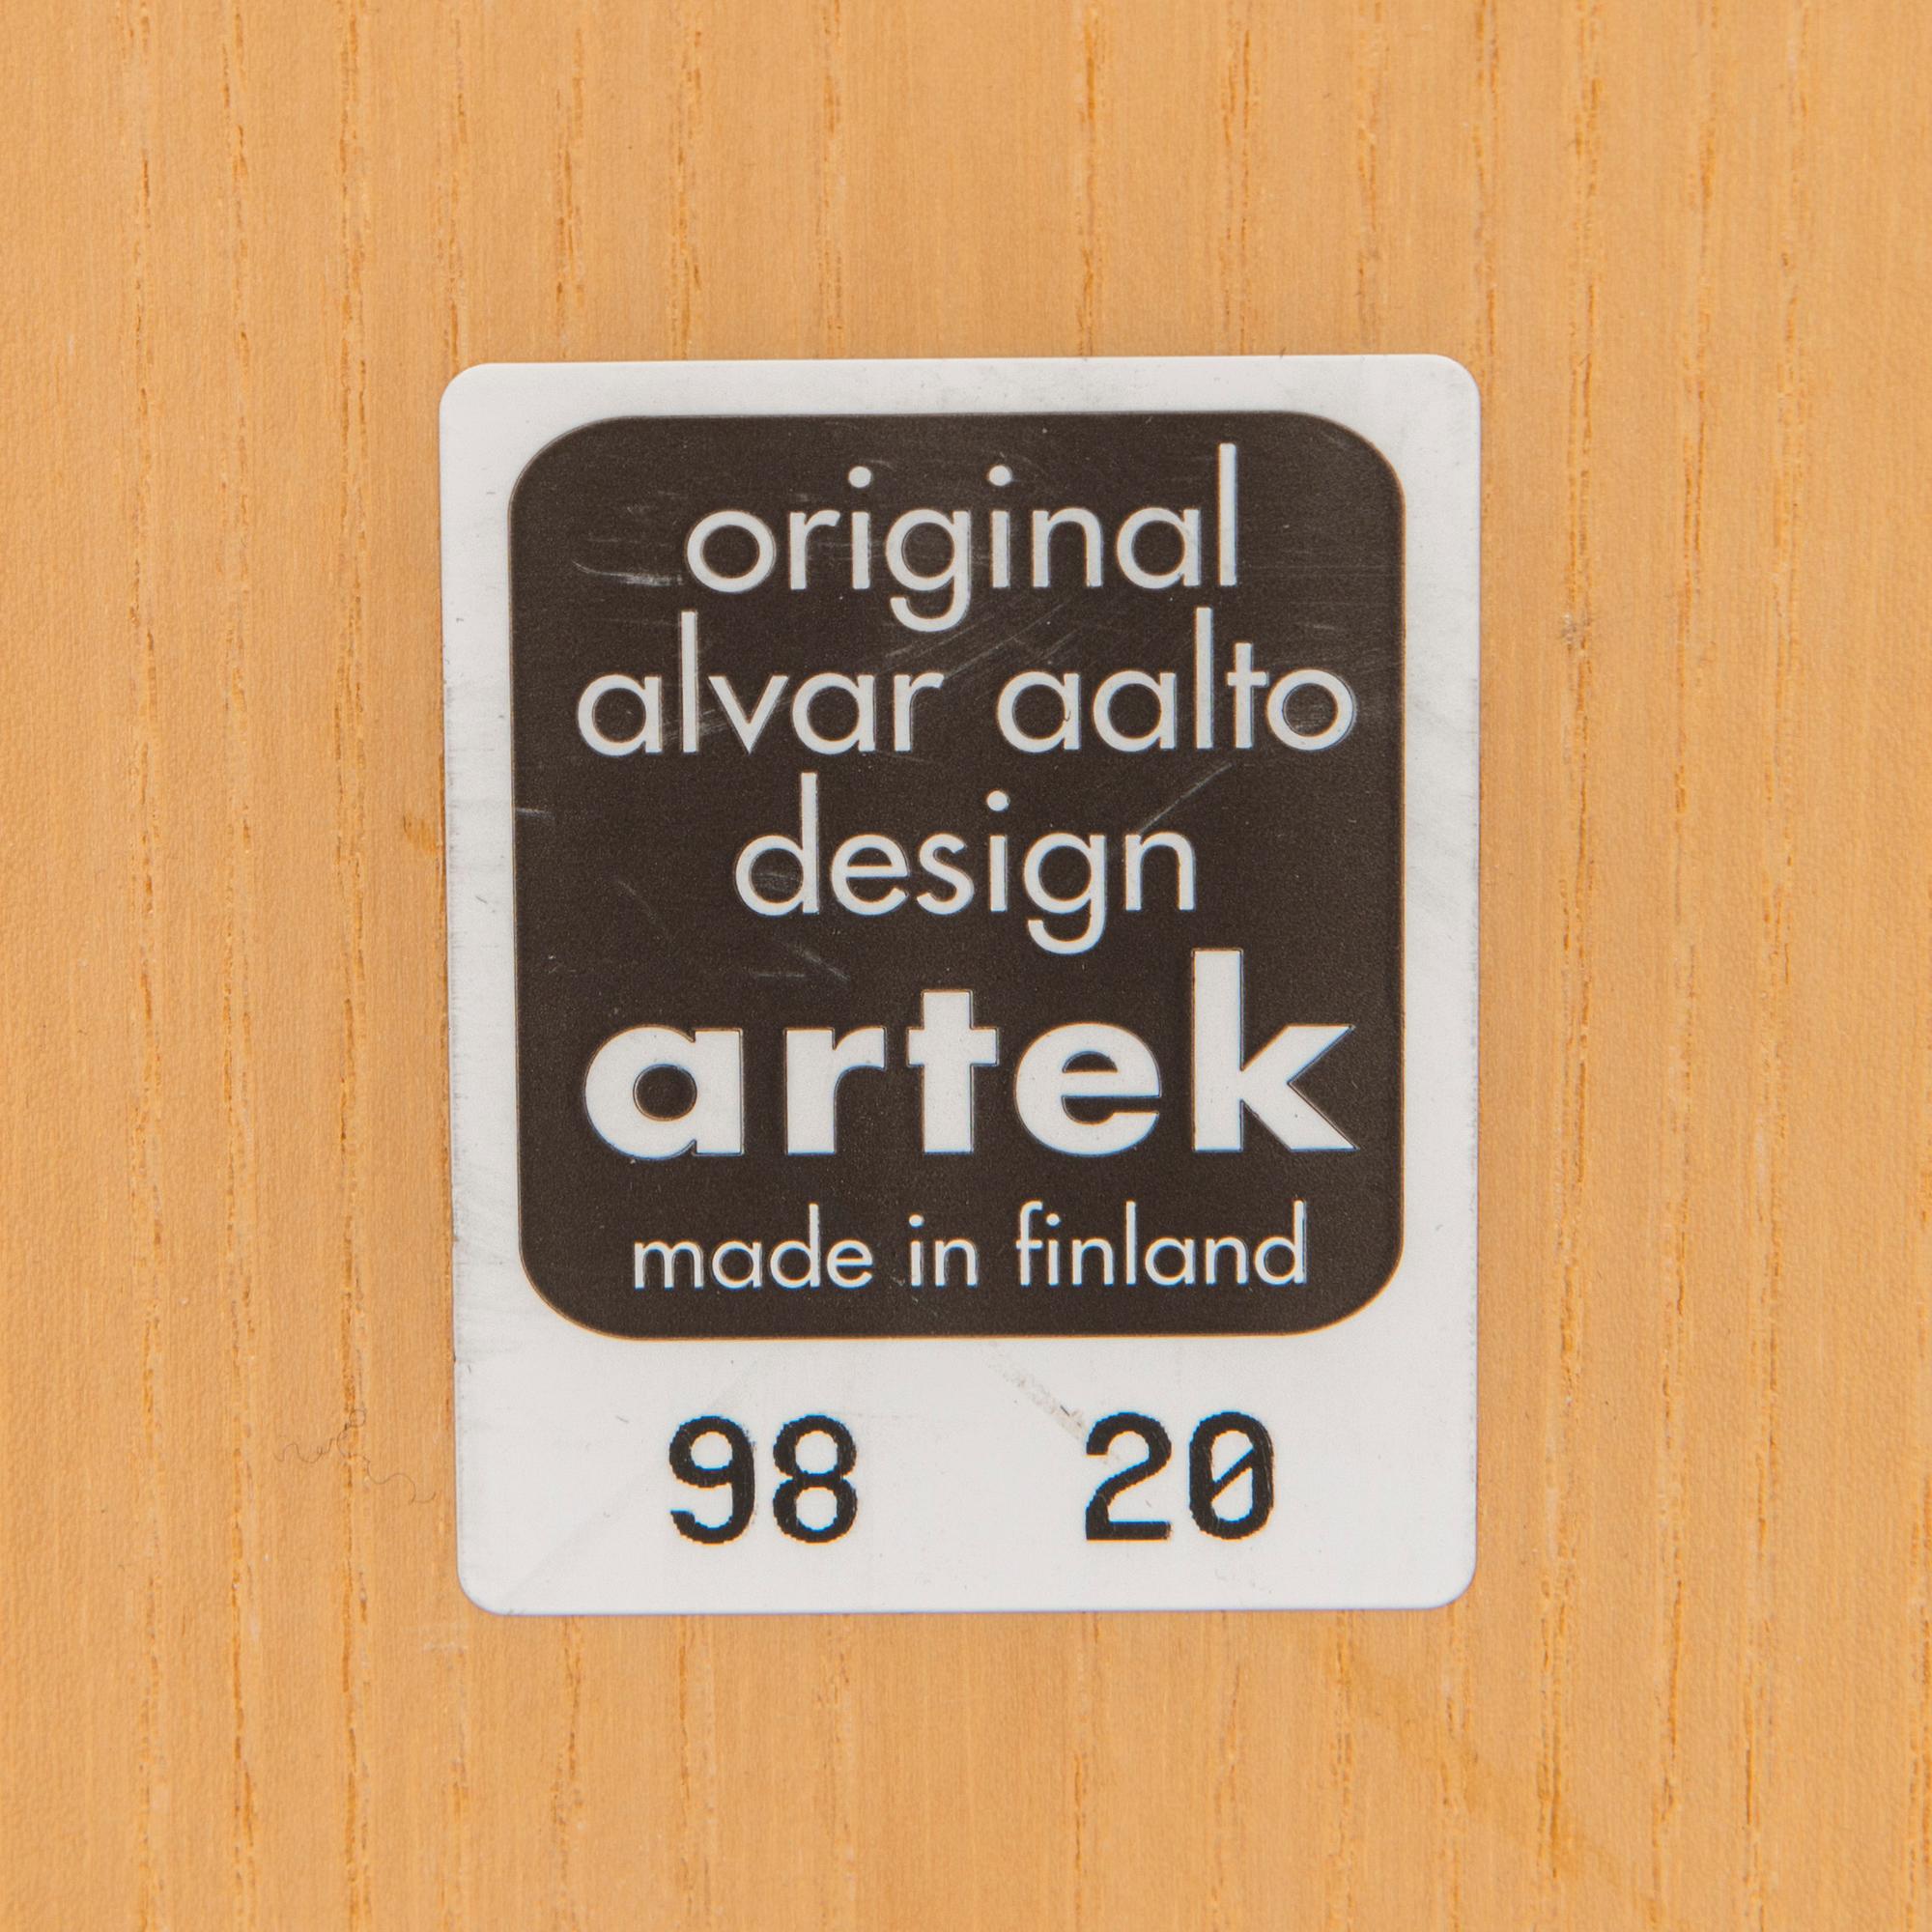 original
alvar aalto
design
artek
made in finland
98 20